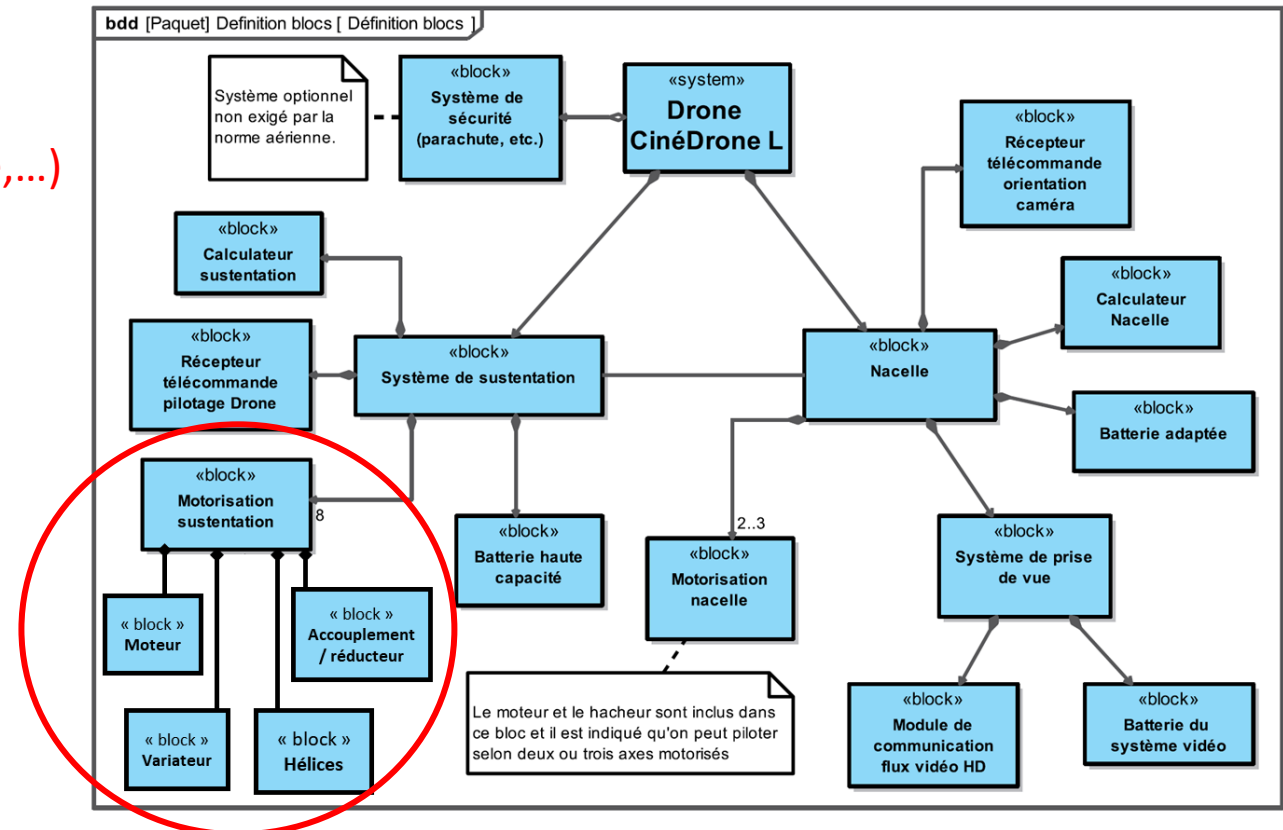 bdd [Paquet] Definition blocs [ Définition blocs ]
,...)
Système optionnel
non exigé par la
norme aérienne.
«block»
Système de
sécurité
(parachute, etc.)
«system»
Drone
CinéDrone L
«block»
Récepteur
télécommande
orientation
caméra
«block»
Calculateur
sustentation
«block»
Calculateur
Nacelle
«block»
Récepteur
télécommande
pilotage Drone
«block»
Système de sustentation
«block»
Nacelle
«block»
Batterie adaptée
«block»
Motorisation
sustentation
8
«block»
Batterie haute
capacité
2..3
«block»
Motorisation
nacelle
«block»
Système de prise
de vue
« block »
Moteur
« block »
Accouplement
/ réducteur
« block »
Variateur
« block »
Hélices
Le moteur et le hacheur sont inclus dans
ce bloc et il est indiqué qu'on peut piloter
selon deux ou trois axes motorisés
«block»
Module de
communication
flux vidéo HD
«block»
Batterie du
système vidéo